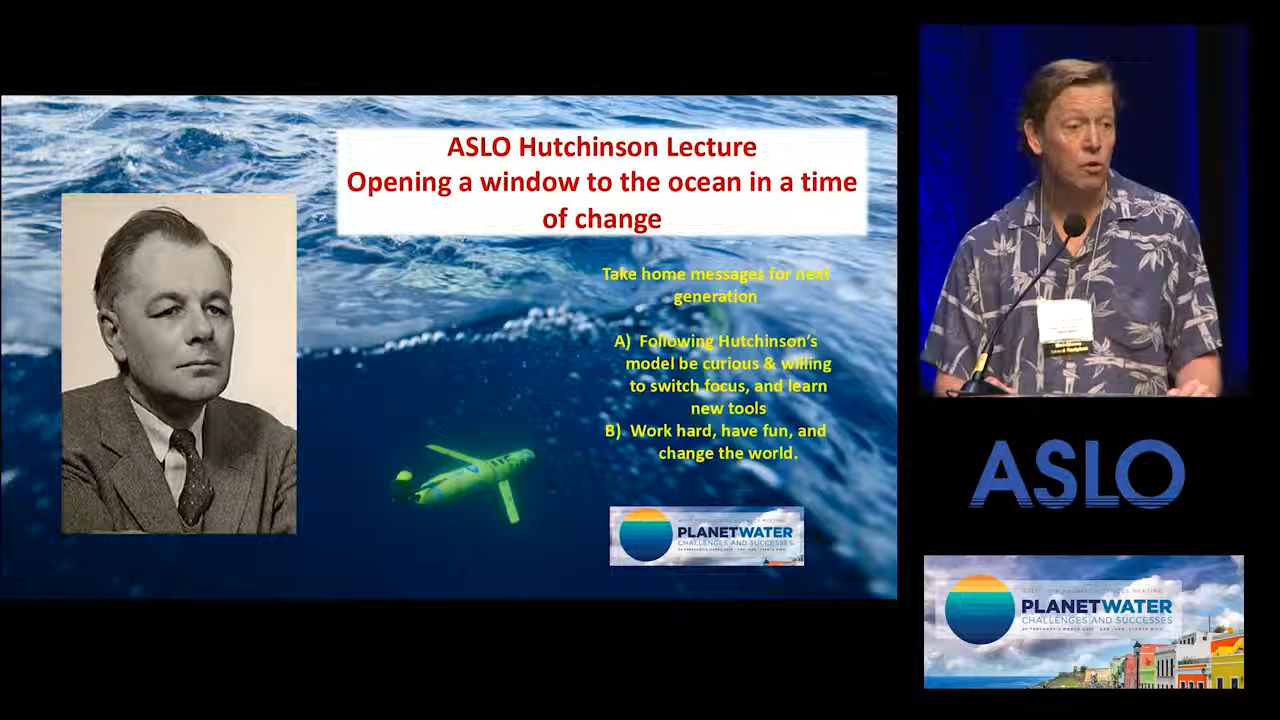 ASLO Hutchinson Lecture
Opening a window to the ocean in a time
of change
Take home messages for next
generation
A) Following Hutchinson's
model be curious & willing
to switch focus, and learn
new tools
B) Work hard, have fun, and
change the world.
PLANETWATER
CHALLENGES AND SUCCESSES
ASLO
PLANETWATER
CHALLENGES AND SUCCESSES